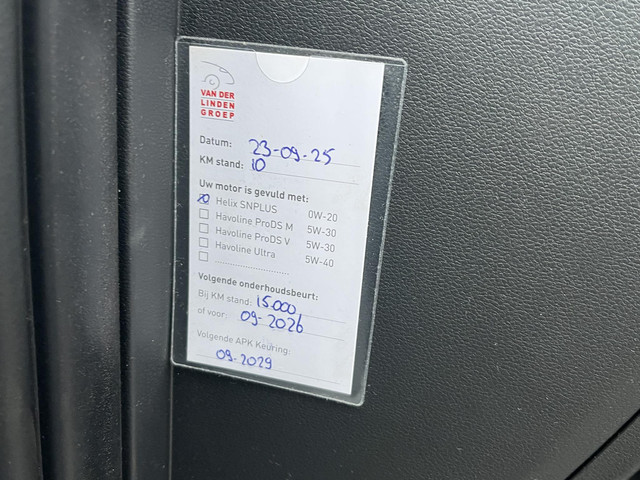 VAN DER
LINDEN
GROEP
Datum: 23-09-25
KM stand: 10
Uw motor is gevuld met:
Helix SNPLUS 0W-20
Havoline ProDS M 5W-30
Havoline ProDS V 5W-30
Havoline Ultra 5W-40
Volgende onderhoudsbeurt:
Bij KM stand: 15.000
of voor: 09-2026
Volgende APK Keuring:
09-2029